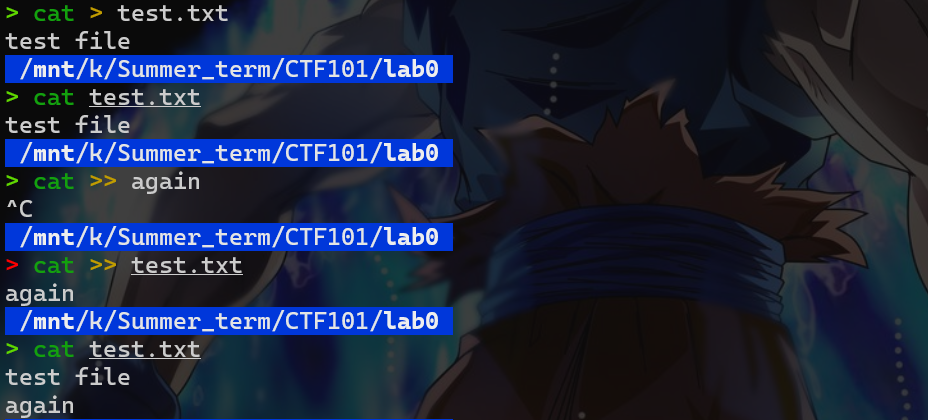 > cat > test.txt
test file
/mnt/k/Summer_term/CTF101/lab0
> cat test.txt
test file
/mnt/k/Summer_term/CTF101/lab0
> cat >> again
^C
/mnt/k/Summer_term/CTF101/lab0
> cat >> test.txt
again
/mnt/k/Summer_term/CTF101/lab0
> cat test.txt
test file
again